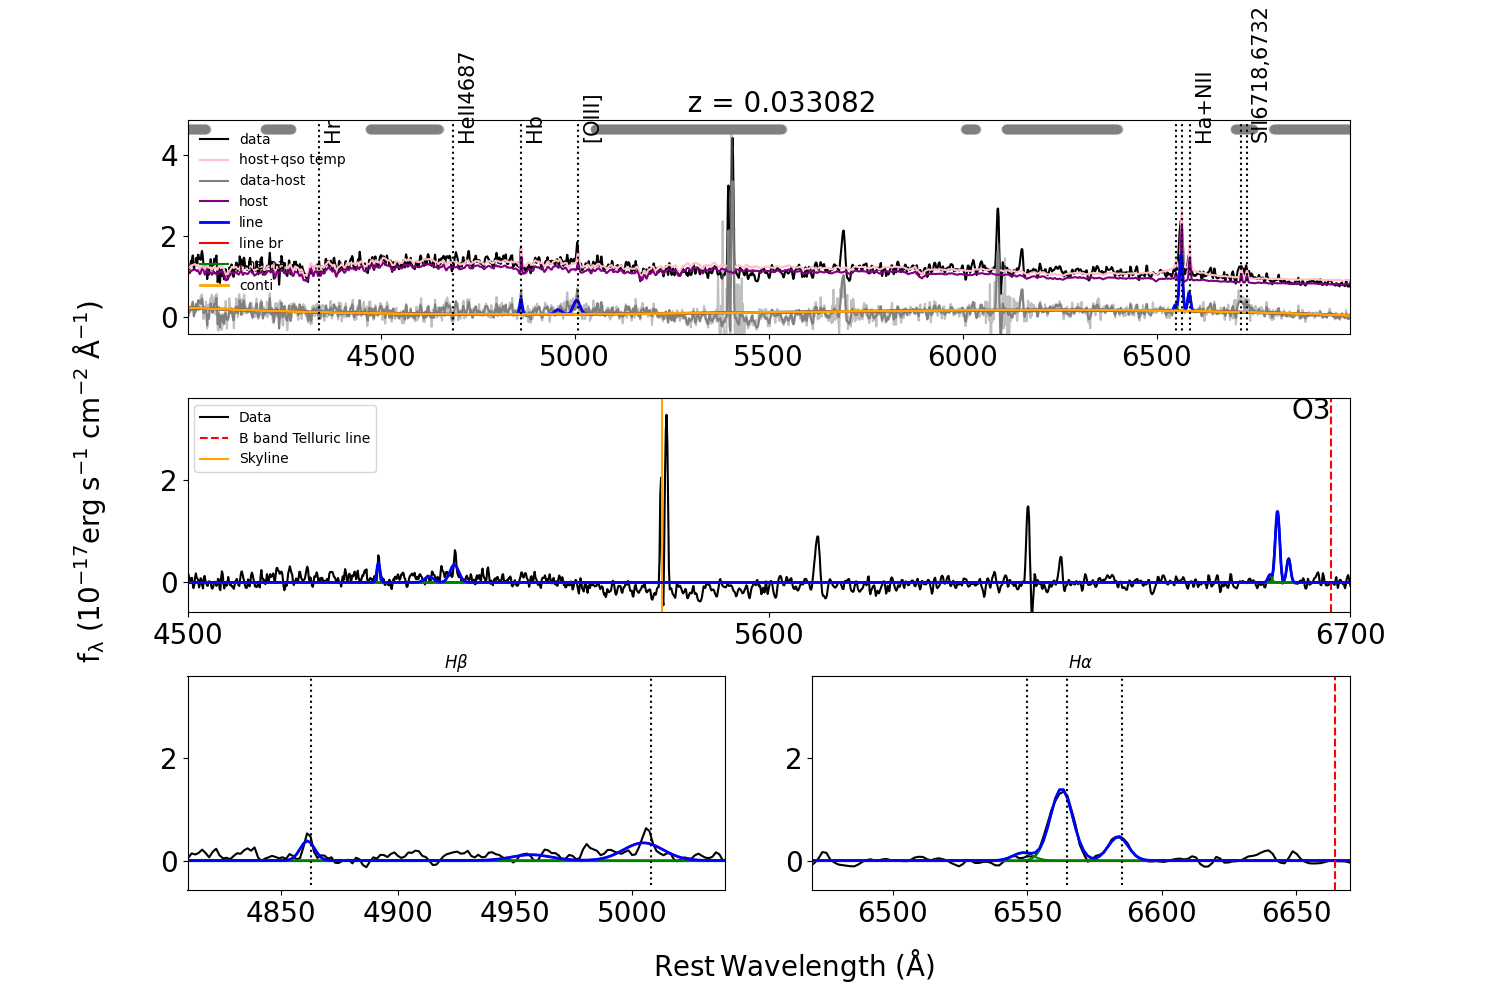 z = 0.033082
Hr
HeII4687
Hb
[OIII]
Ha+NII
SII6718,6732
data
host+qso temp
data-host
host
line
line br
conti
4
2
0
4500
5000
5500
6000
6500
fλ (10⁻¹⁷erg s⁻¹ cm⁻² Å⁻¹)
Data
B band Telluric line
Skyline
O3
2
0
4500
5600
6700
Hβ
2
0
4850
4900
4950
5000
Hα
2
0
6500
6550
6600
6650
Rest Wavelength (Å)